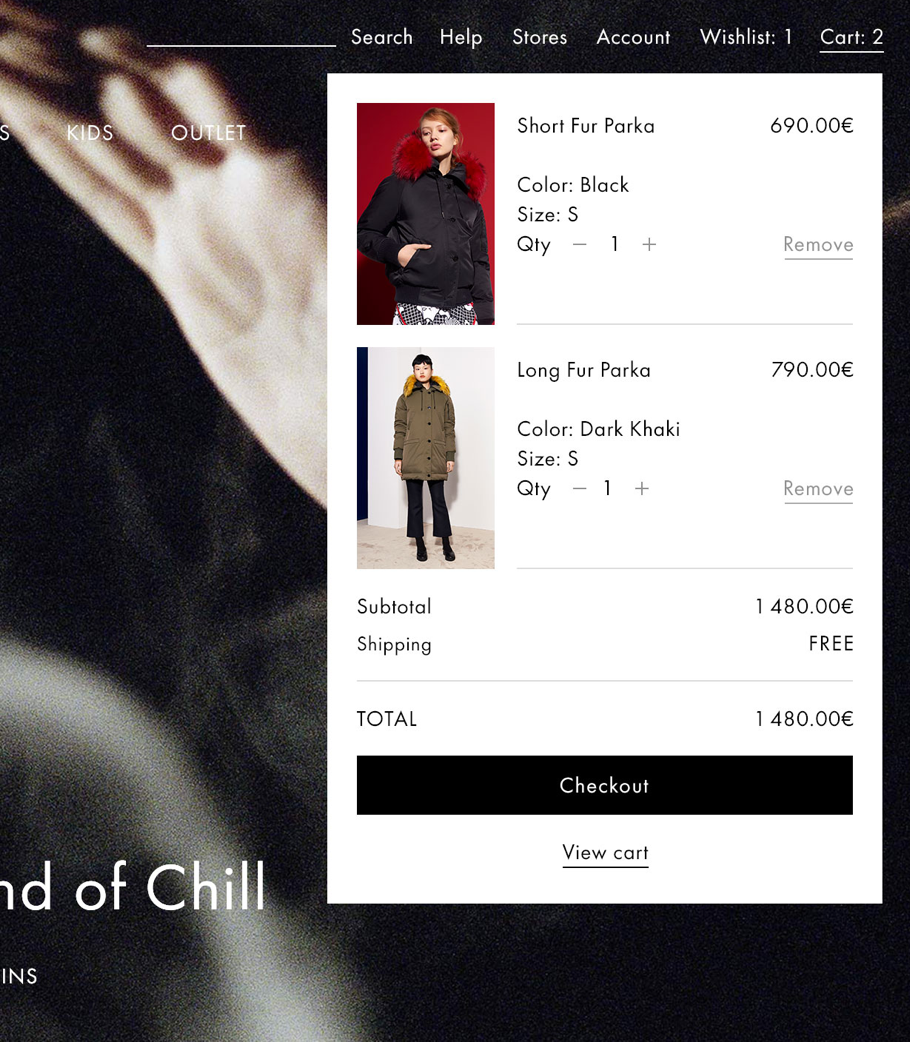 Search Help Stores Account Wishlist: 1 Cart: 2
KIDS OUTLET
Short Fur Parka 690.00€
Color: Black
Size: S
Qty − 1 + Remove
Long Fur Parka 790.00€
Color: Dark Khaki
Size: S
Qty − 1 + Remove
Subtotal 1 480.00€
Shipping FREE
TOTAL 1 480.00€
Checkout
View cart
of Chill